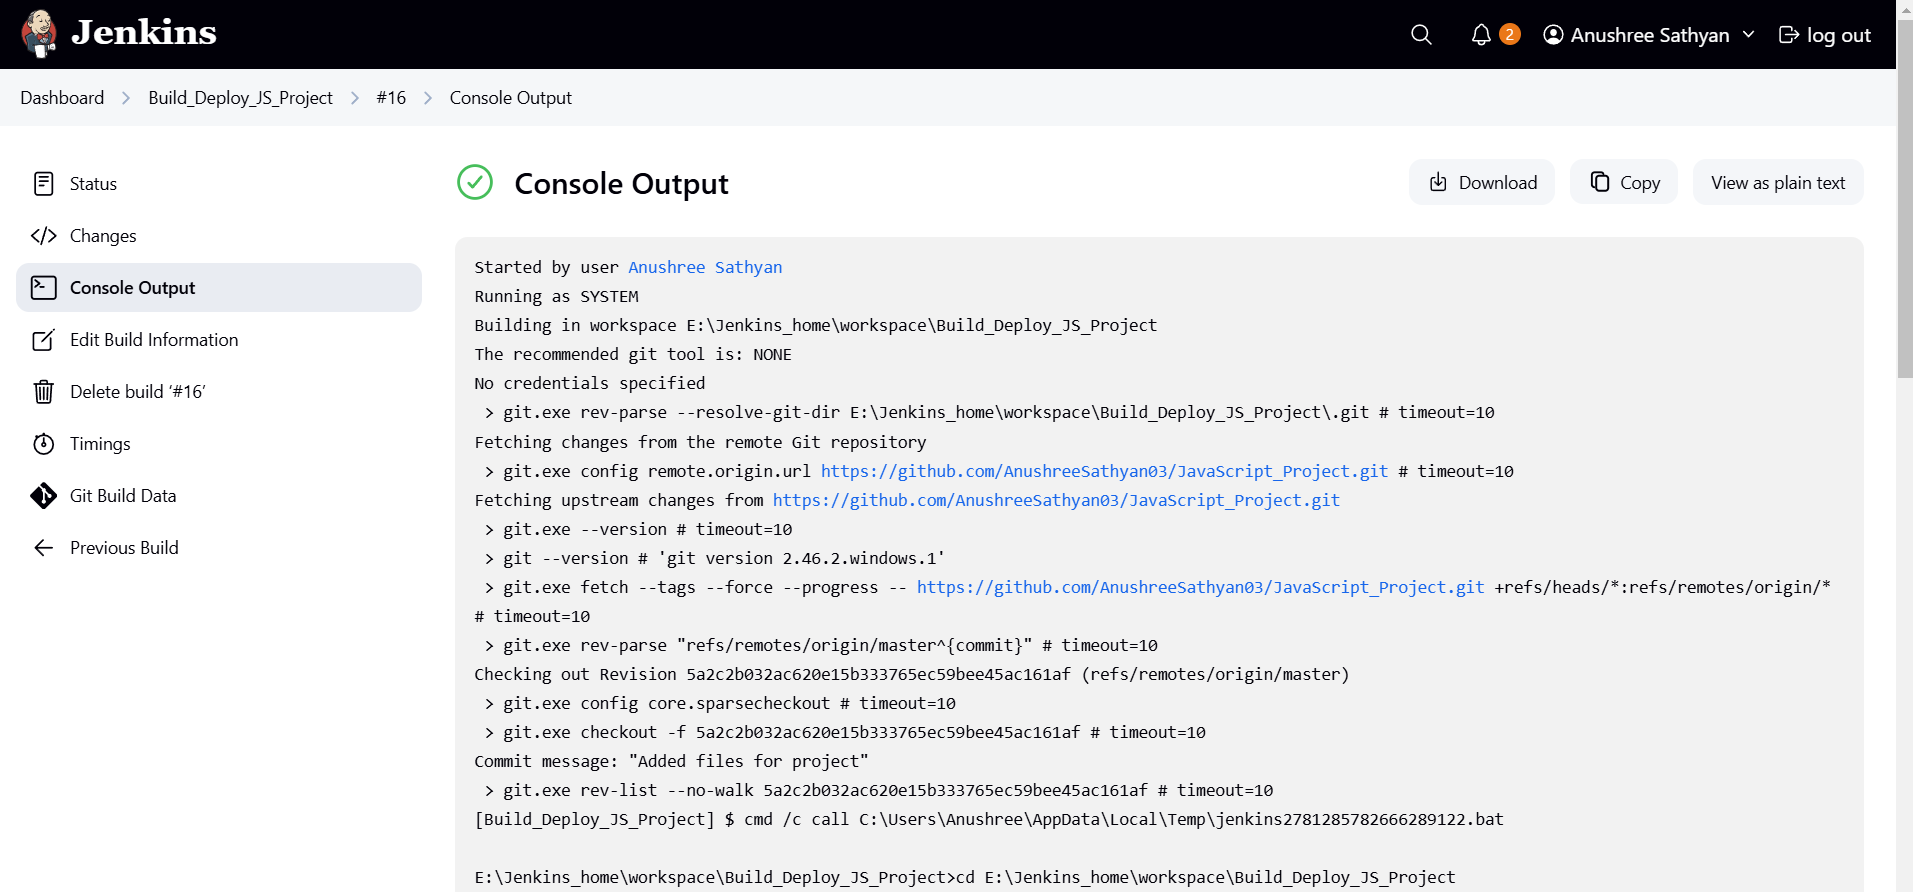 Jenkins
2
Anushree Sathyan
log out
Dashboard > Build_Deploy_JS_Project > #16 > Console Output
Status
Changes
Console Output
Edit Build Information
Delete build ‘#16’
Timings
Git Build Data
Previous Build
Console Output
Download
Copy
View as plain text
Started by user Anushree Sathyan
Running as SYSTEM
Building in workspace E:\Jenkins_home\workspace\Build_Deploy_JS_Project
The recommended git tool is: NONE
No credentials specified
 > git.exe rev-parse --resolve-git-dir E:\Jenkins_home\workspace\Build_Deploy_JS_Project\.git # timeout=10
Fetching changes from the remote Git repository
 > git.exe config remote.origin.url https://github.com/AnushreeSathyan03/JavaScript_Project.git # timeout=10
Fetching upstream changes from https://github.com/AnushreeSathyan03/JavaScript_Project.git
 > git.exe --version # timeout=10
 > git --version # 'git version 2.46.2.windows.1'
 > git.exe fetch --tags --force --progress -- https://github.com/AnushreeSathyan03/JavaScript_Project.git +refs/heads/*:refs/remotes/origin/*
# timeout=10
 > git.exe rev-parse "refs/remotes/origin/master^{commit}" # timeout=10
Checking out Revision 5a2c2b032ac620e15b333765ec59bee45ac161af (refs/remotes/origin/master)
 > git.exe config core.sparsecheckout # timeout=10
 > git.exe checkout -f 5a2c2b032ac620e15b333765ec59bee45ac161af # timeout=10
Commit message: "Added files for project"
 > git.exe rev-list --no-walk 5a2c2b032ac620e15b333765ec59bee45ac161af # timeout=10
[Build_Deploy_JS_Project] $ cmd /c call C:\Users\Anushree\AppData\Local\Temp\jenkins2781285782666289122.bat
E:\Jenkins_home\workspace\Build_Deploy_JS_Project>cd E:\Jenkins_home\workspace\Build_Deploy_JS_Project